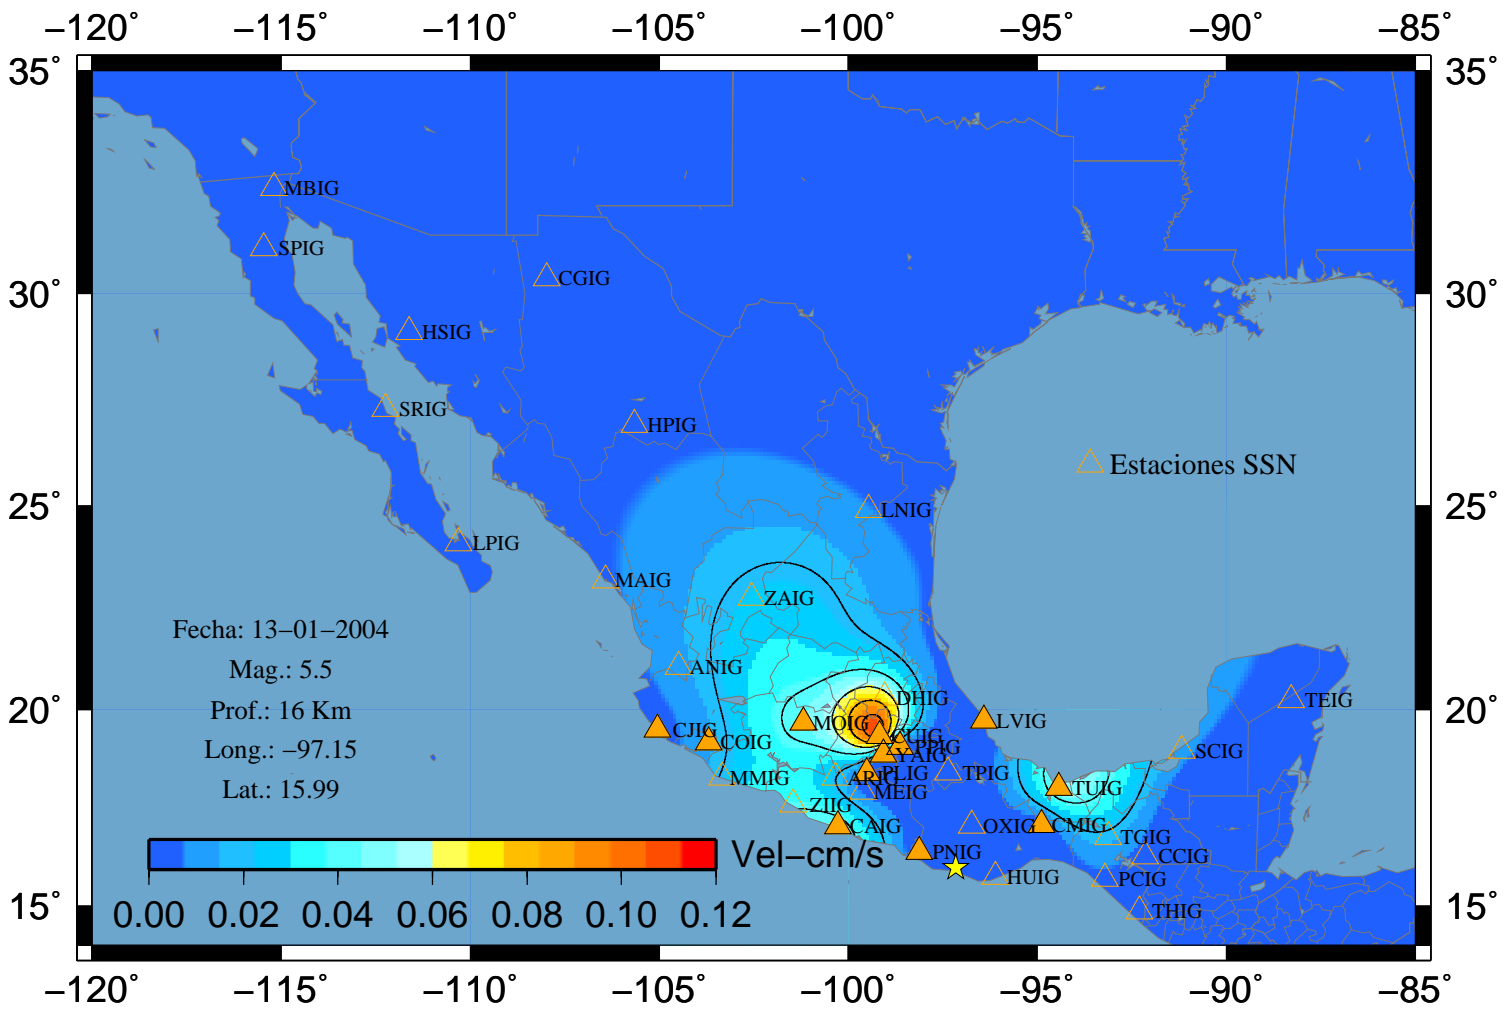 −120° −115° −110° −105° −100° −95° −90° −85°
35° 35°
MBIG
SPIG
CGIG
30° 30°
HSIG
SRIG
HPIG
Estaciones SSN
25° LNIG 25°
LPIG
MAIG
ZAIG
Fecha: 13−01−2004
Mag.: 5.5
ANIG
DHIG
TEIG
Prof.: 16 Km
20° 20°
MOIG
LVIG
CJIG
CUIG
COIG
PPIG
Long.: −97.15
SCIG
YAIG
PLIG
TPIG
MMIG
ARIG
Lat.: 15.99
TUIG
MEIG
ZIIG
CAIG
OXIG
CMIG
TGIG
Vel−cm/s
PNIG
CCIG
HUIG
PCIG
15° 15°
THIG
0.00 0.02 0.04 0.06 0.08 0.10 0.12
−120° −115° −110° −105° −100° −95° −90° −85°